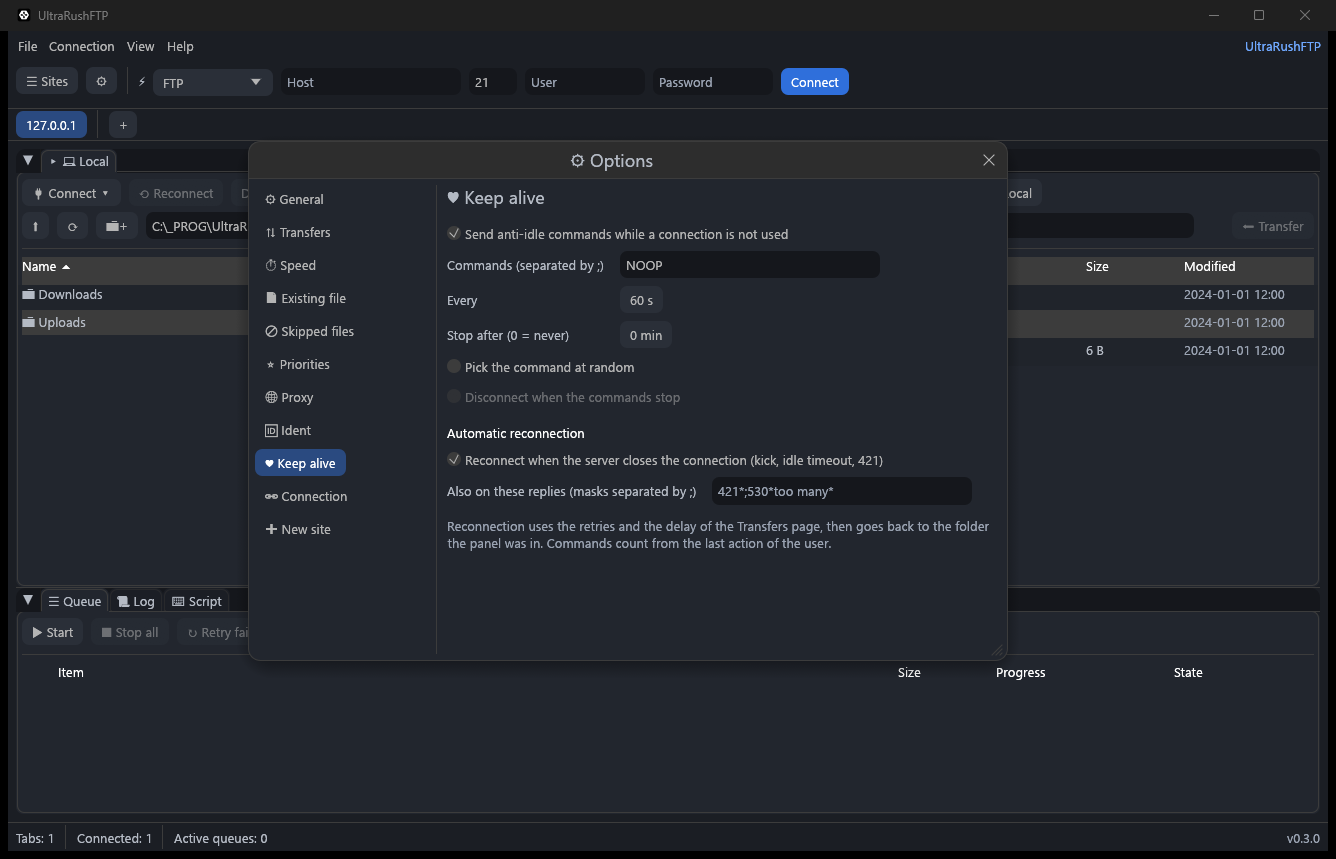 UltraRushFTP
File Connection View Help UltraRushFTP
Sites FTP Host 21 User Password Connect
127.0.0.1 +
Local
Connect Reconnect
C:\_PROG\UltraR
Transfer
Name Size Modified
Downloads 2024-01-01 12:00
Uploads 2024-01-01 12:00
6 B 2024-01-01 12:00
Options
General
Transfers
Speed
Existing file
Skipped files
Priorities
Proxy
Ident
Keep alive
Connection
New site
Keep alive
Send anti-idle commands while a connection is not used
Commands (separated by ;) NOOP
Every 60 s
Stop after (0 = never) 0 min
Pick the command at random
Disconnect when the commands stop
Automatic reconnection
Reconnect when the server closes the connection (kick, idle timeout, 421)
Also on these replies (masks separated by ;) 421*;530*too many*
Reconnection uses the retries and the delay of the Transfers page, then goes back to the folder
the panel was in. Commands count from the last action of the user.
Queue Log Script
Start Stop all Retry fai
Item Size Progress State
Tabs: 1 Connected: 1 Active queues: 0 v0.3.0